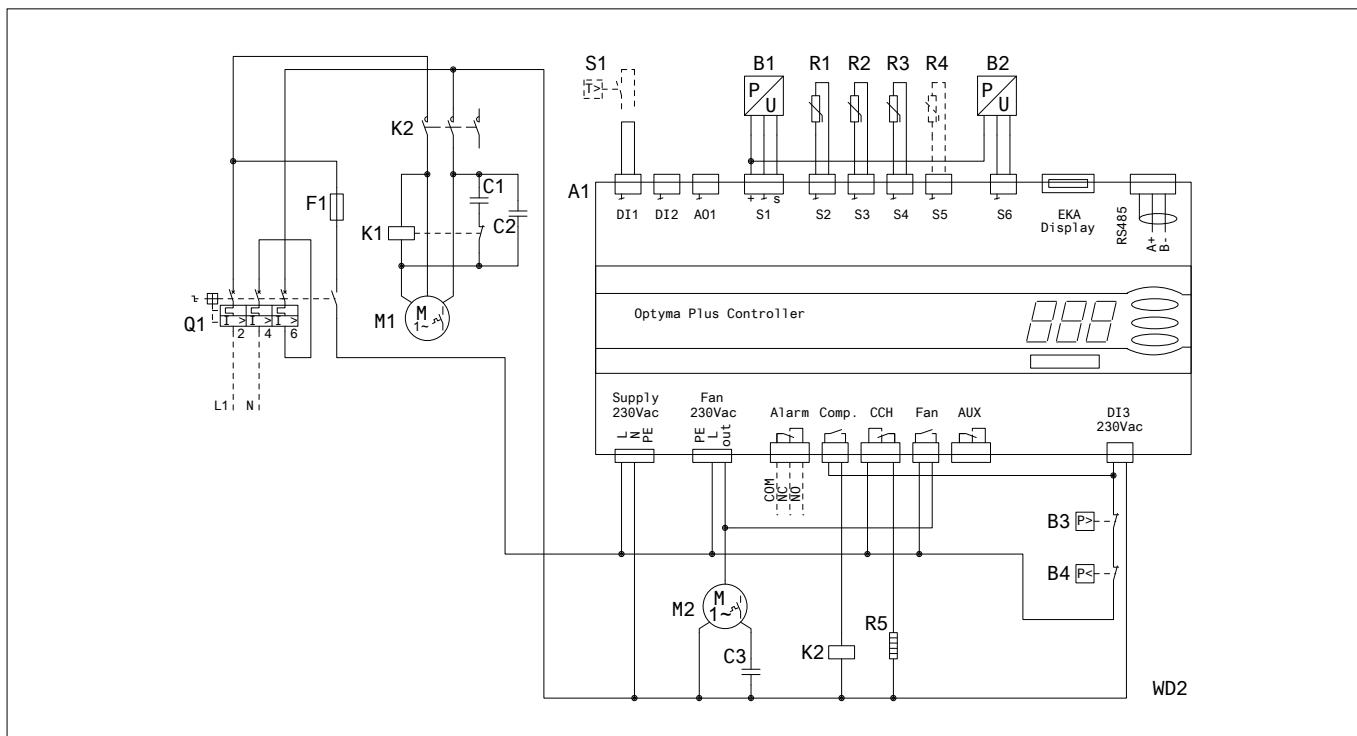 S1
B1
R1
R2
R3
R4
B2
T>
P
U
P
U
K2
C1
A1
F1
C2
+
s
DI1
DI2
AO1
S1
S2
S3
S4
S5
S6
EKA
Display
RS485
A+
B-
K1
M
1~
M1
Q1
I >
I >
I >
2
4
6
Optyma Plus Controller
L1
N
Supply
230Vac
L
N
PE
Fan
230Vac
PE
L
out
Alarm
Comp.
CCH
Fan
AUX
DI3
230Vac
COM
NC
NO
B3
P>
B4
P<
M
1~
M2
R5
C3
K2
WD2